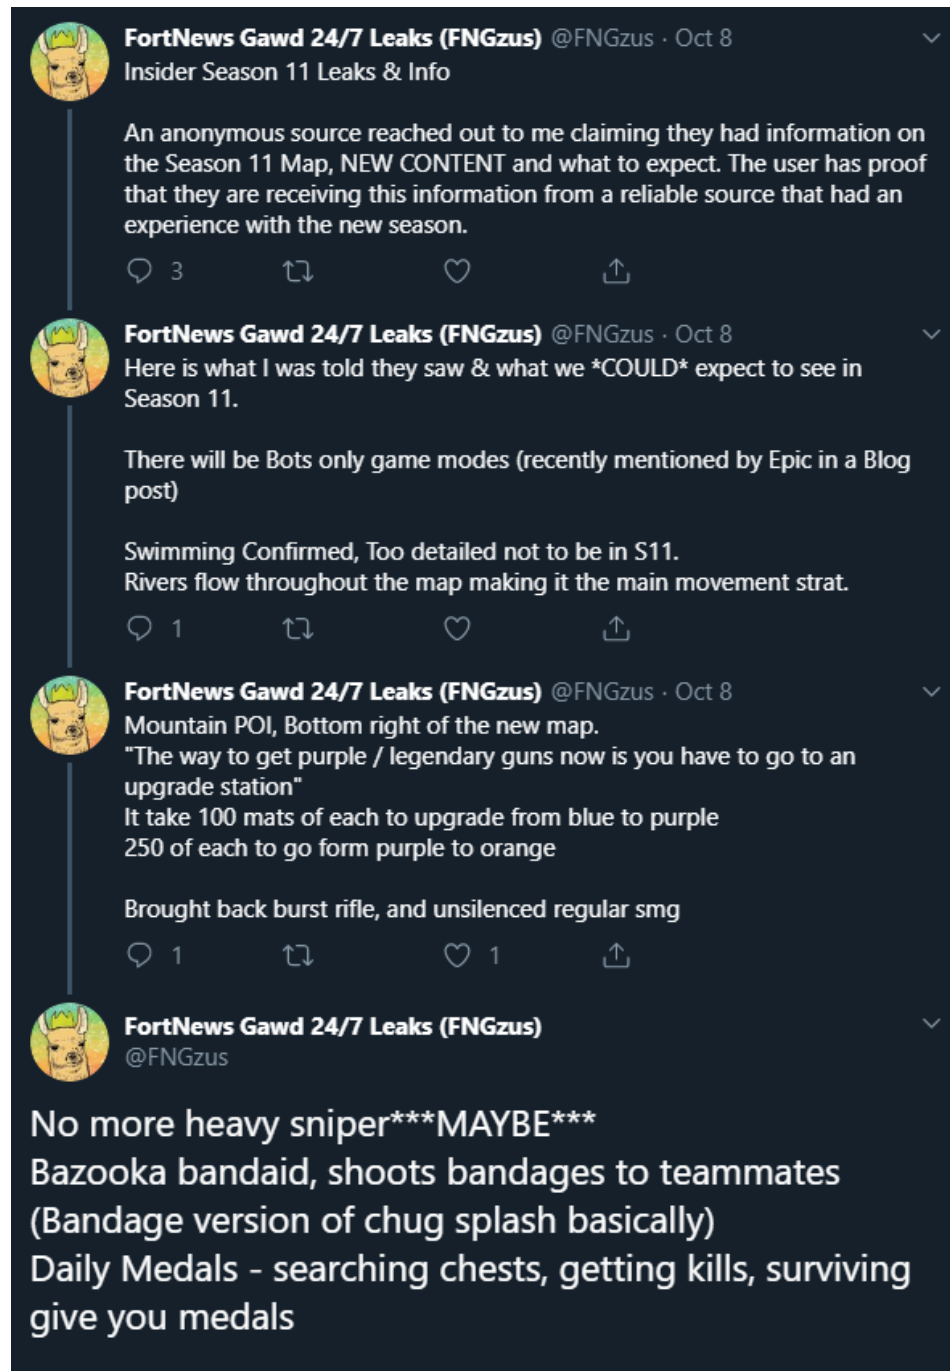 FortNews Gawd 24/7 Leaks (FNGzus) @FNGzus · Oct 8
Insider Season 11 Leaks & Info
An anonymous source reached out to me claiming they had information on
the Season 11 Map, NEW CONTENT and what to expect. The user has proof
that they are receiving this information from a reliable source that had an
experience with the new season.
3
FortNews Gawd 24/7 Leaks (FNGzus) @FNGzus · Oct 8
Here is what I was told they saw & what we *COULD* expect to see in
Season 11.
There will be Bots only game modes (recently mentioned by Epic in a Blog
post)
Swimming Confirmed, Too detailed not to be in S11.
Rivers flow throughout the map making it the main movement strat.
1
FortNews Gawd 24/7 Leaks (FNGzus) @FNGzus · Oct 8
Mountain POI, Bottom right of the new map.
"The way to get purple / legendary guns now is you have to go to an
upgrade station"
It take 100 mats of each to upgrade from blue to purple
250 of each to go form purple to orange
Brought back burst rifle, and unsilenced regular smg
1 1
FortNews Gawd 24/7 Leaks (FNGzus)
@FNGzus
No more heavy sniper***MAYBE***
Bazooka bandaid, shoots bandages to teammates
(Bandage version of chug splash basically)
Daily Medals - searching chests, getting kills, surviving
give you medals